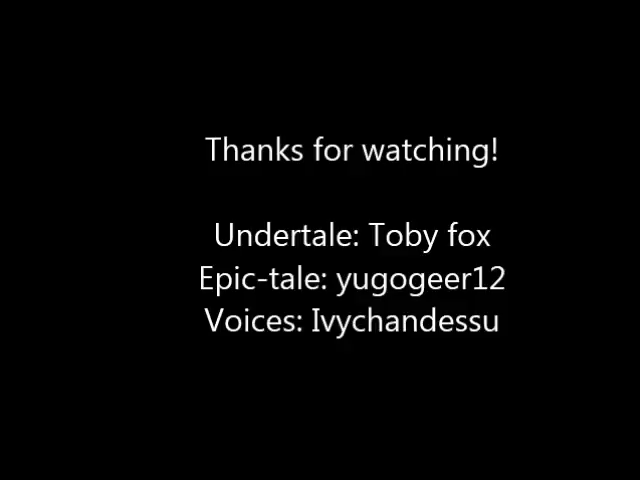 Thanks for watching!
Undertale: Toby fox
Epic-tale: yugogeer12
Voices: Ivychandessu